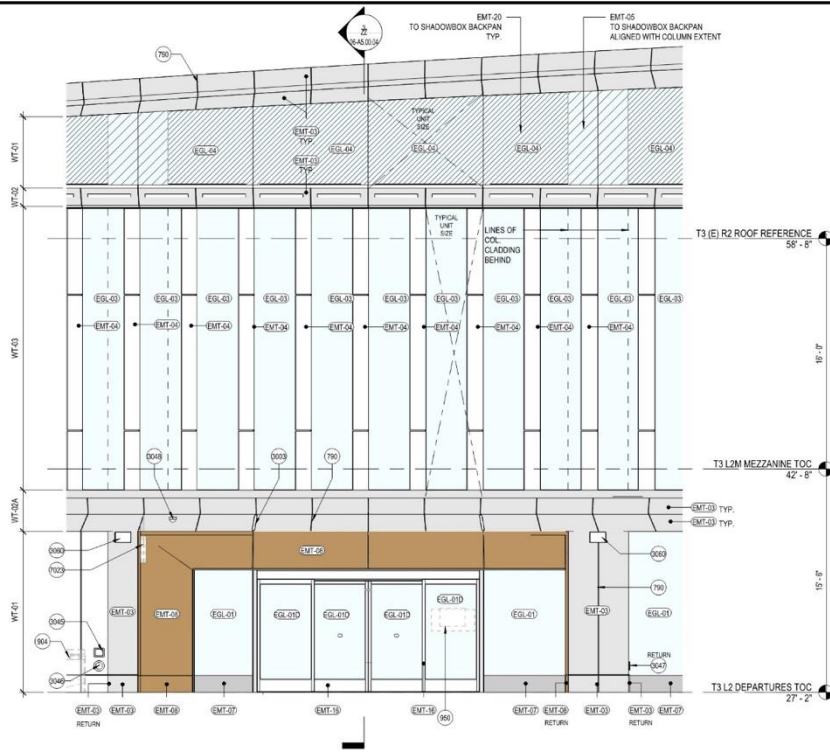 EMT-20
TO SHADOWBOX BACKPAN
TYP.
EMT-05
TO SHADOWBOX BACKPAN
ALIGNED WITH COLUMN EXTENT
790
TYPICAL
UNIT
SIZE
EMT-03
TYP.
EGL-04
EGL-04
EGL-04
EGL-04
EGL-04
EMT-03
TYP.
WT-01
WT-02
TYPICAL
UNIT
SIZE
LINES OF
COL.
CLADDING
BEHIND
T3 (E) R2 ROOF REFERENCE
58' - 8"
EGL-03
EGL-03
EGL-03
EGL-03
EGL-03
EGL-03
EGL-03
EGL-03
EGL-03
EGL-03
EGL-03
EMT-04
EMT-04
EMT-04
EMT-04
EMT-04
EMT-04
EMT-04
EMT-04
EMT-04
EMT-04
WT-03
16' - 0"
3048
3003
790
T3 L2M MEZZANINE TOC
42' - 8"
WT-02A
EMT-03 TYP.
EMT-03 TYP.
3060
7023
EMT-08
3060
790
WT-01
15' - 6"
EMT-03
EMT-08
EGL-01
EGL-01D
EGL-01D
EGL-01D
EGL-01D
EGL-01
EMT-03
EGL-01
904
3045
3046
RETURN
3047
T3 L2 DEPARTURES TOC
27' - 2"
EMT-03
RETURN
EMT-03
EMT-08
EMT-07
EMT-16
EMT-16
950
EMT-07
EMT-08
RETURN
EMT-03
EMT-03
RETURN
EMT-07